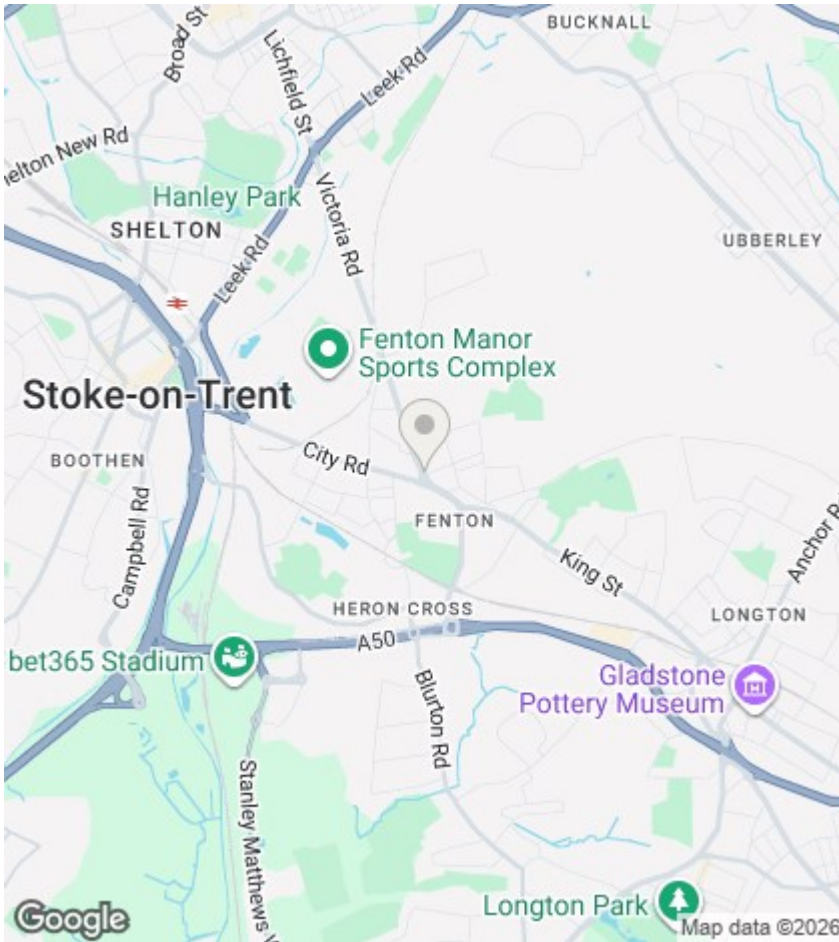 BUCKNALL
Broad St
Lichfield St
Leek Rd
helton New Rd
Victoria Rd
Hanley Park
SHELTON
UBBERLEY
Leek Rd
Fenton Manor
Sports Complex
Stoke-on-Trent
City Rd
BOOTHEN
FENTON
Campbell Rd
King St
Anchor R
HERON CROSS
LONGTON
A50
bet365 Stadium
Gladstone
Pottery Museum
Blurton Rd
Stanley Matthews W
Longton Park
Google
Map data ©2026